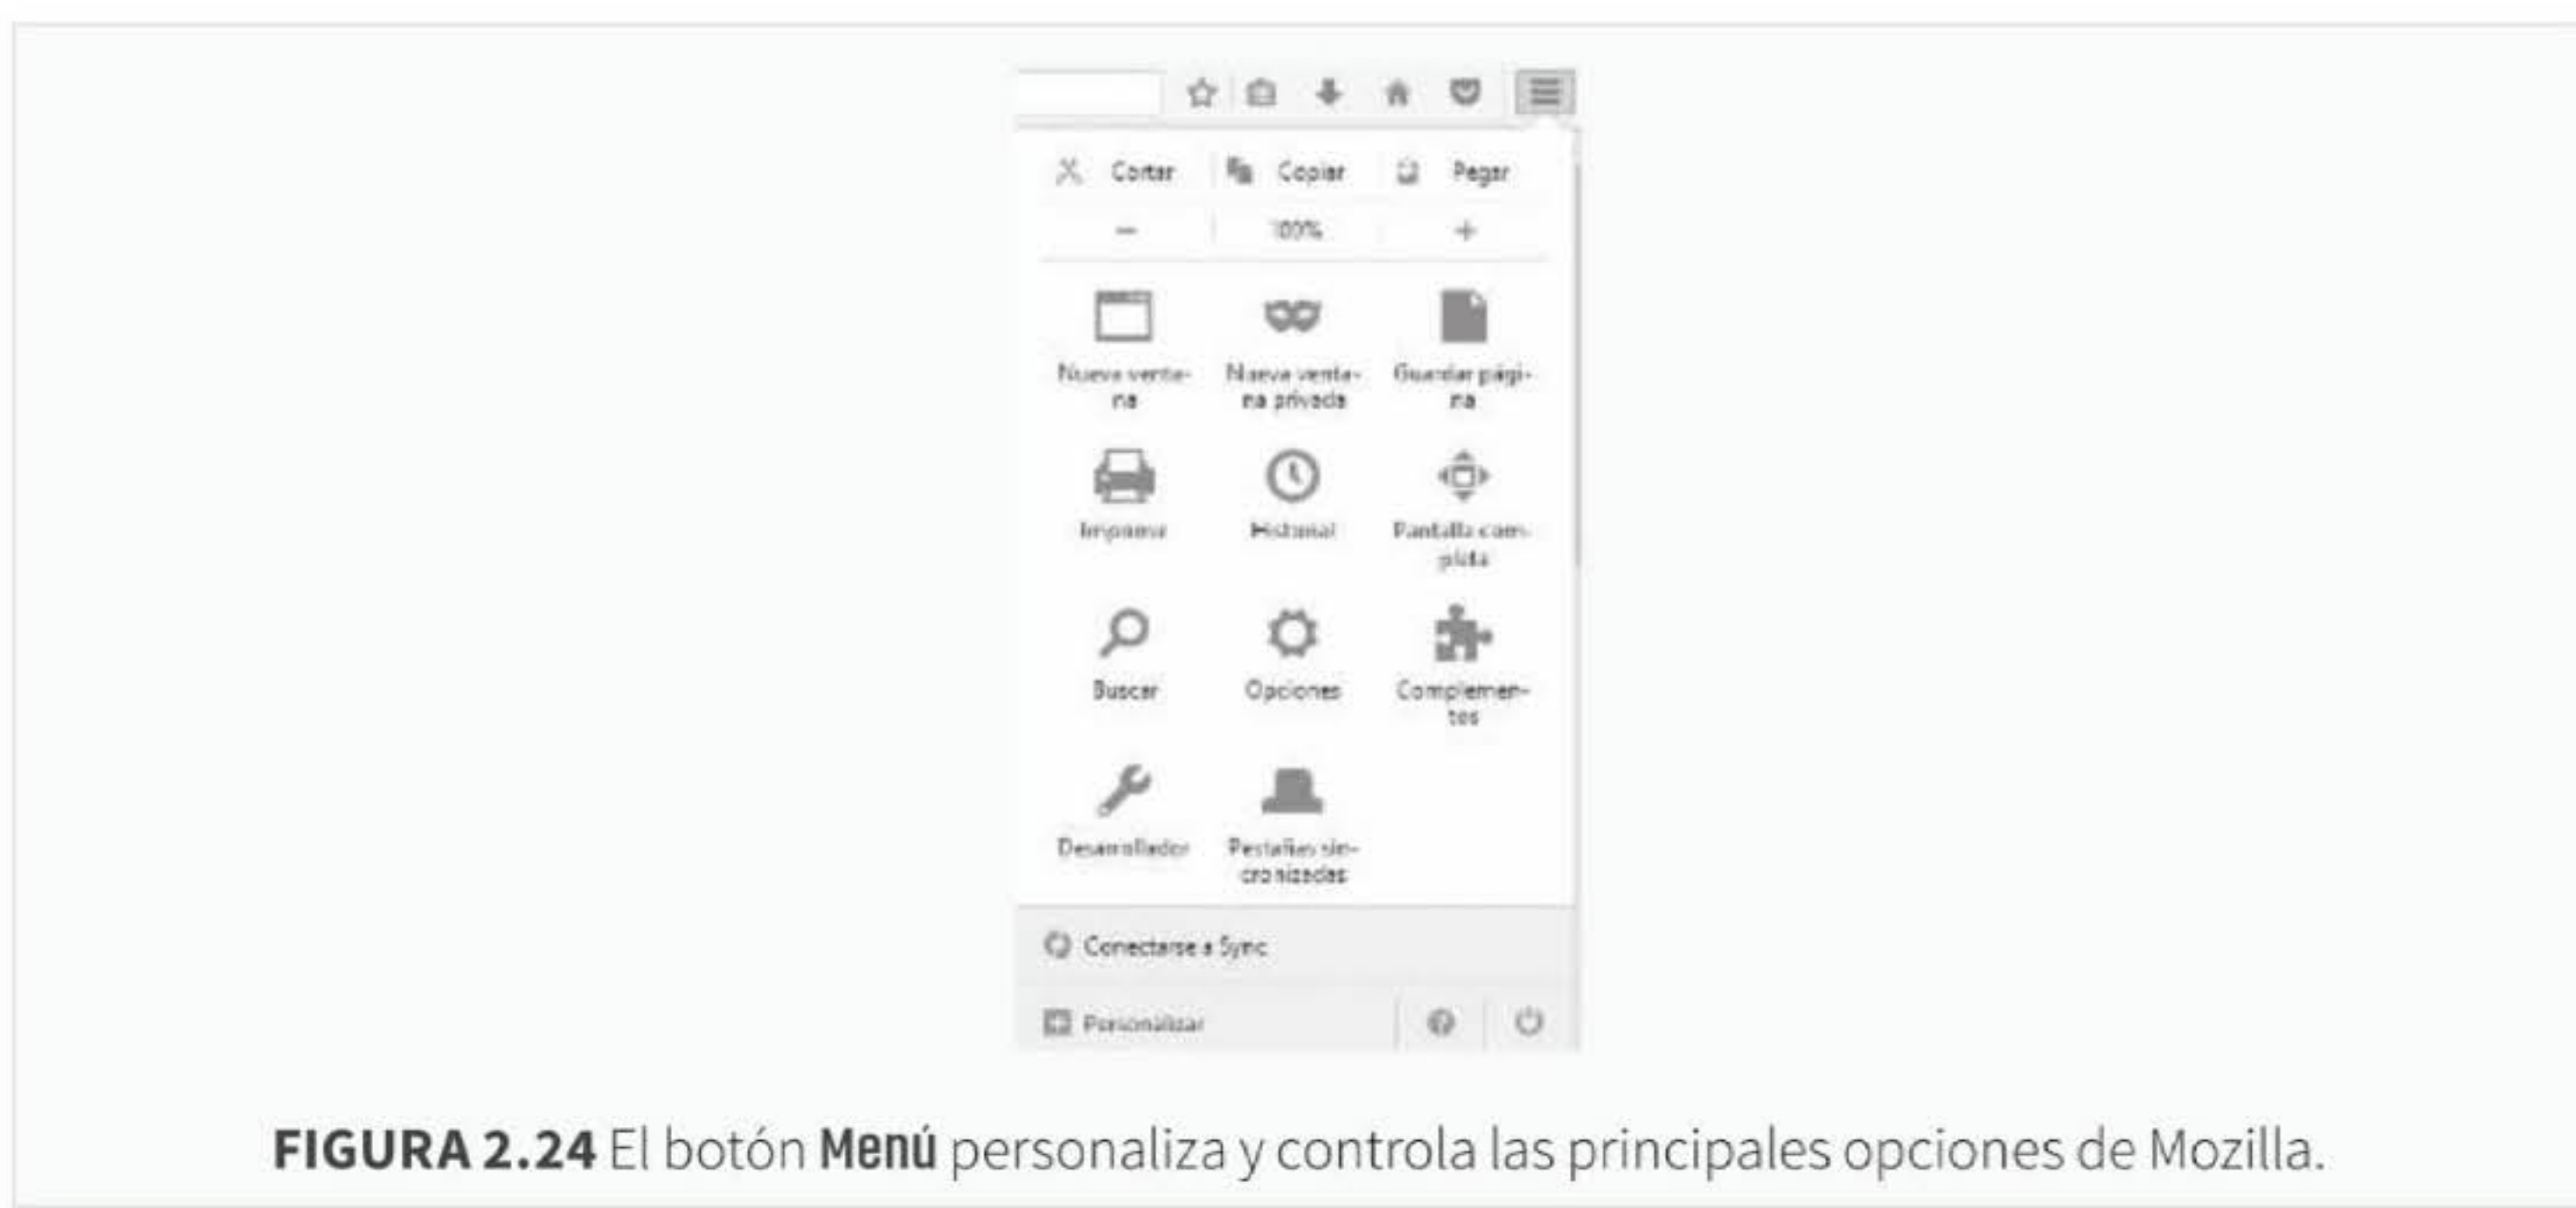 Cortar Copiar Pegar
− 100% +
Nueva venta- Nueva venta- Guardar pági-
na na privada na
Imprimir Historial Pantalla com-
pleta
Buscar Opciones Complemen-
tos
Desarrollador Pestañas sin-
cronizadas
Conectarse a Sync
Personalizar
FIGURA 2.24 El botón Menú personaliza y controla las principales opciones de Mozilla.